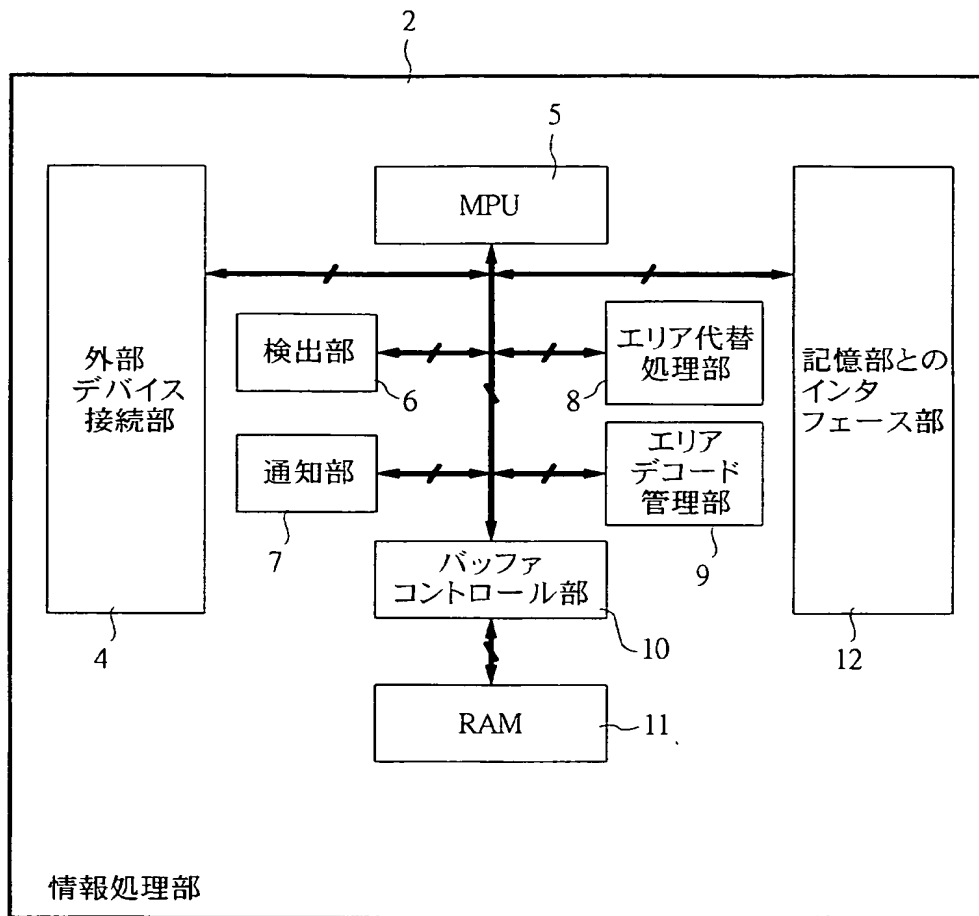 2
5
MPU
外部
デバイス
接続部
4
検出部
6
通知部
7
エリア代替
処理部
8
エリア
デコード
管理部
9
記憶部との
インタ
フェース部
12
バッファ
コントロール部
10
RAM
11
情報処理部